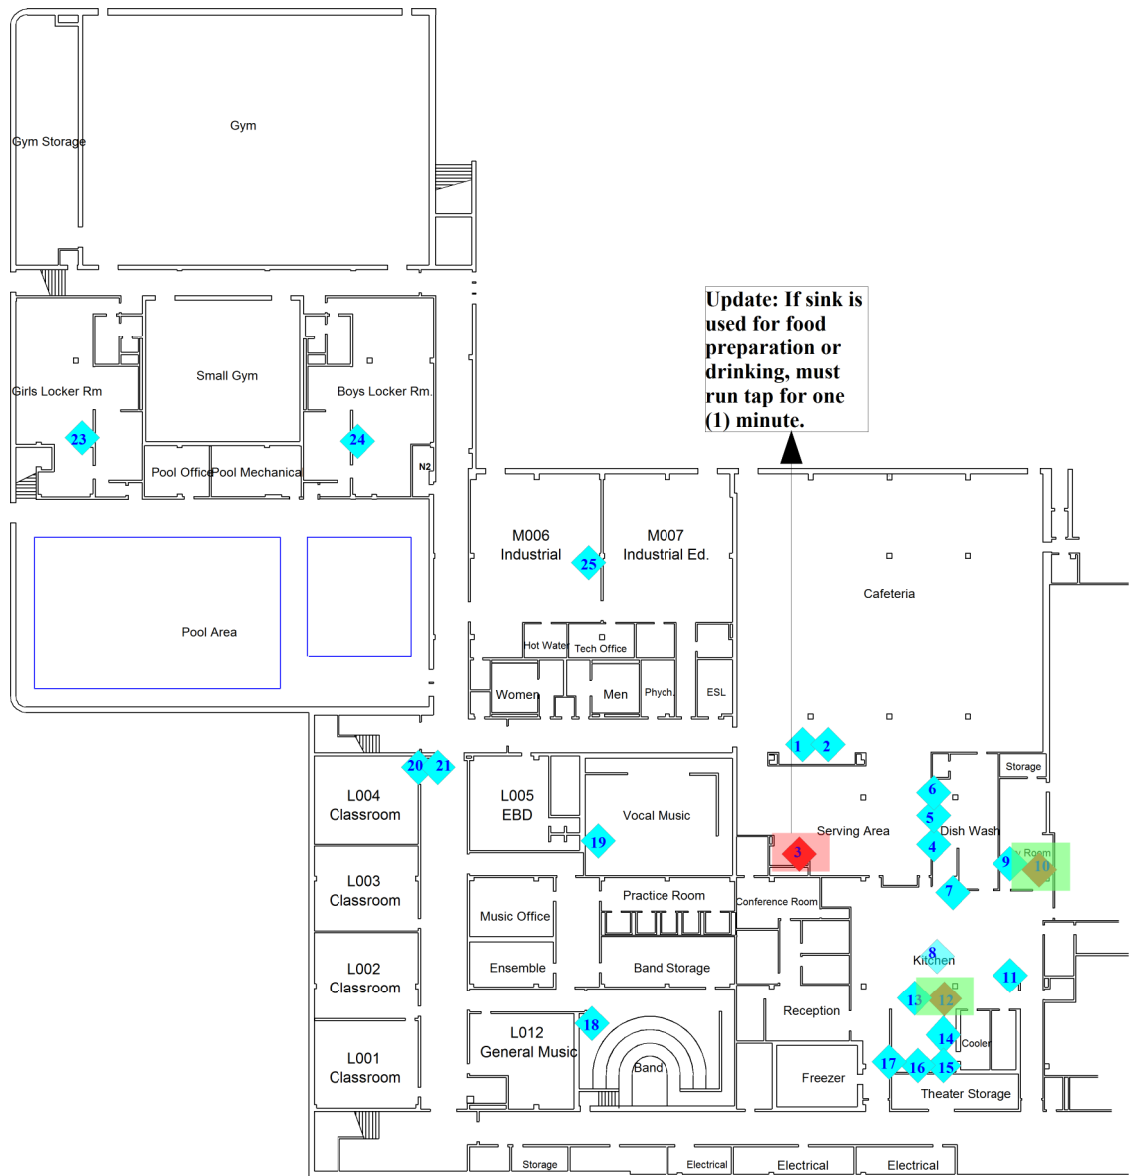 Gym
Gym Storage
Update: If sink is
used for food
preparation or
drinking, must
run tap for one
(1) minute.
Small Gym
Girls Locker Rm
Boys Locker Rm.
23
24
Pool Office
Pool Mechanical
N2
M006
Industrial
M007
Industrial Ed.
25
Cafeteria
Pool Area
Hot Water
Tech Office
Women
Men
Phych.
ESL
1
2
20
21
Storage
L004
Classroom
L005
EBD
Vocal Music
6
5
Serving Area
Dish Wash
19
4
3
9
y Room
10
L003
Classroom
Practice Room
7
Conference Room
Music Office
8
Kitchen
L002
Classroom
Ensemble
Band Storage
11
13
12
Reception
18
L012
General Music
14
Cooler
L001
Classroom
Band
17
16
15
Freezer
Theater Storage
Storage
Electrical
Electrical
Electrical